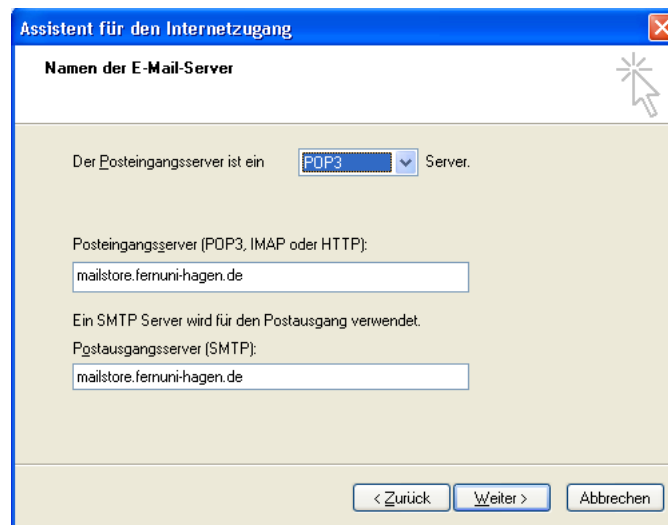 Assistent für den Internetzugang
Namen der E-Mail-Server
Der Posteingangsserver ist ein POP3 Server.
Posteingangsserver (POP3, IMAP oder HTTP):
mailstore.fernuni-hagen.de
Ein SMTP Server wird für den Postausgang verwendet.
Postausgangsserver (SMTP):
mailstore.fernuni-hagen.de
< Zurück Weiter > Abbrechen